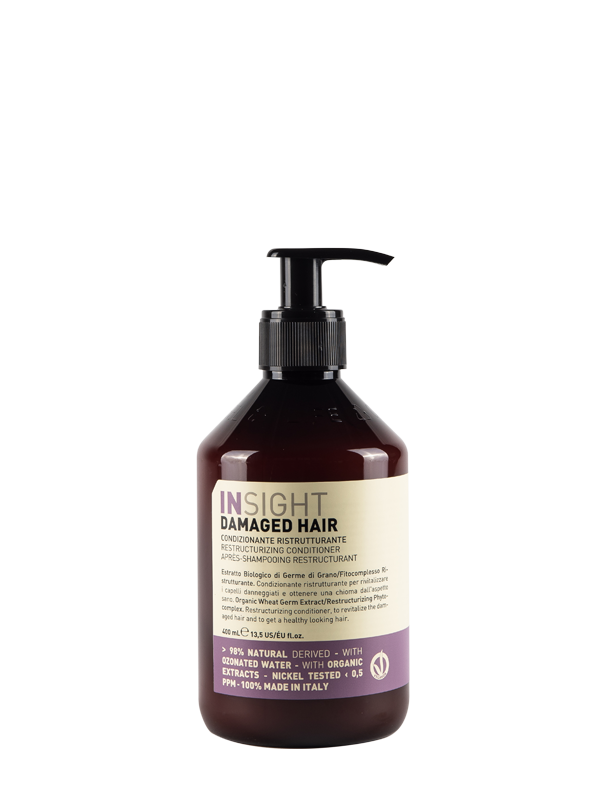 INSIGHT
DAMAGED HAIR
CONDIZIONANTE RISTRUTTURANTE
RESTRUCTURIZING CONDITIONER
APRÈS-SHAMPOOING RESTRUCTURANT
Estratto Biologico di Germe di Grano/Fitocomplesso Ri-
strutturante. Condizionante ristrutturante per rivitalizzare
i capelli danneggiati e ottenere una chioma dall'aspetto
sano. Organic Wheat Germ Extract/Restructurizing Phyto-
complex. Restructurizing conditioner, to revitalize the dam-
aged hair and to get a healthy looking hair.
400 mL ℮ 13,5 US/ÉU fl.oz.
> 98% NATURAL DERIVED - WITH
OZONATED WATER - WITH ORGANIC
EXTRACTS - NICKEL TESTED < 0,5
PPM - 100% MADE IN ITALY